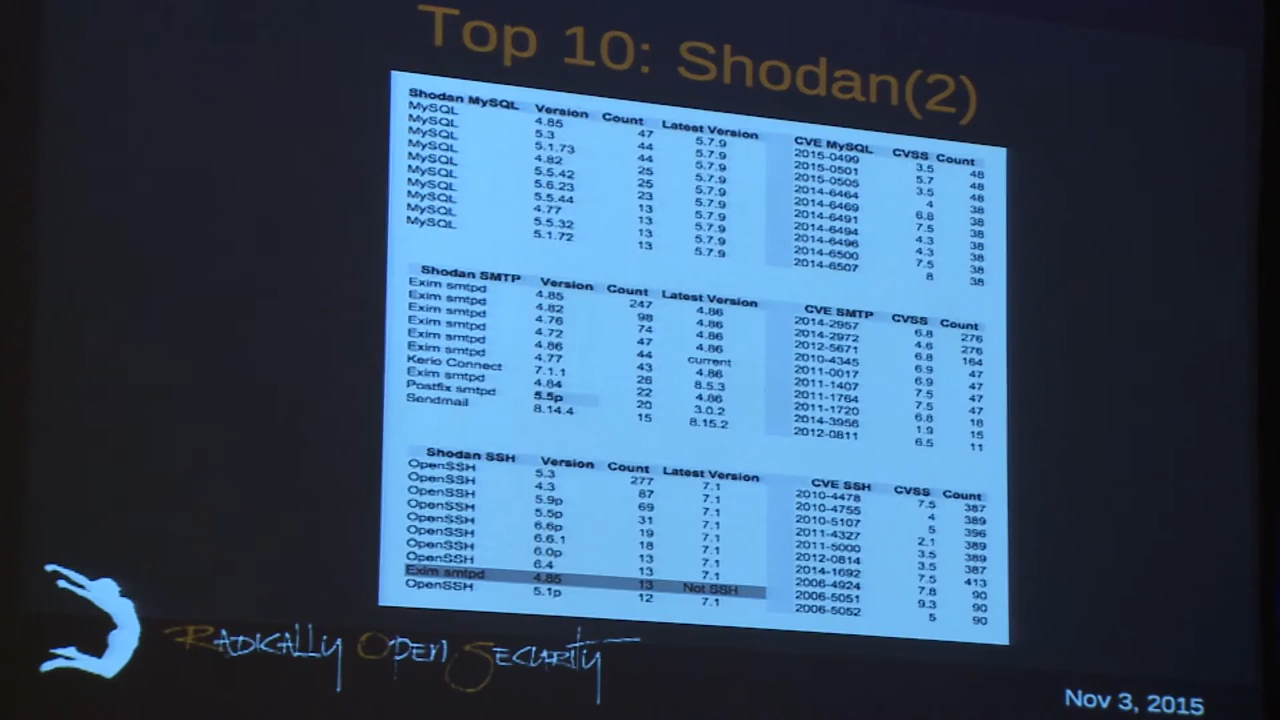 Top 10: Shodan(2)
Shodan MySQL Version Count Latest Version CVE MySQL CVSS Count
MySQL 4.85 47 5.7.9 2015-0499 3.5 48
MySQL 5.3 44 5.7.9 2015-0501 5.7 48
MySQL 5.1.73 44 5.7.9 2015-0505 3.5 48
MySQL 4.82 25 5.7.9 2014-6464 4 38
MySQL 5.5.42 25 5.7.9 2014-6469 6.8 38
MySQL 5.6.23 23 5.7.9 2014-6491 7.5 38
MySQL 5.5.44 13 5.7.9 2014-6494 4.3 38
MySQL 4.77 13 5.7.9 2014-6496 4.3 38
MySQL 5.5.32 13 5.7.9 2014-6500 7.5 38
MySQL 5.1.72 13 5.7.9 2014-6507 8 38
Shodan SMTP Version Count Latest Version CVE SMTP CVSS Count
Exim smtpd 4.85 247 4.86 2014-2957 6.8 276
Exim smtpd 4.82 98 4.86 2014-2972 4.6 276
Exim smtpd 4.76 74 4.86 2012-5671 6.8 164
Exim smtpd 4.72 47 4.86 2010-4345 6.9 47
Exim smtpd 4.86 44 current 2011-0017 6.9 47
Exim smtpd 4.77 43 4.86 2011-1407 7.5 47
Kerio Connect 7.1.1 26 8.5.3 2011-1764 7.5 47
Exim smtpd 4.84 22 4.86 2011-1720 6.8 18
Postfix smtpd 5.5p 20 3.0.2 2014-3956 1.9 15
Sendmail 8.14.4 15 8.15.2 2012-0811 6.5 11
Shodan SSH Version Count Latest Version CVE SSH CVSS Count
OpenSSH 5.3 277 7.1 2010-4478 7.5 387
OpenSSH 4.3 87 7.1 2010-4755 4 389
OpenSSH 5.9p 69 7.1 2010-5107 5 396
OpenSSH 5.5p 31 7.1 2011-4327 2.1 389
OpenSSH 6.6p 19 7.1 2011-5000 3.5 389
OpenSSH 6.6.1 18 7.1 2012-0814 3.5 387
OpenSSH 6.0p 13 7.1 2014-1692 7.5 413
OpenSSH 6.4 13 7.1 2006-4924 7.8 90
Exim smtpd 4.85 13 Not SSH 2006-5051 9.3 90
OpenSSH 5.1p 12 7.1 2006-5052 5 90
RADICALLY OPEN SECURITY
Nov 3, 2015